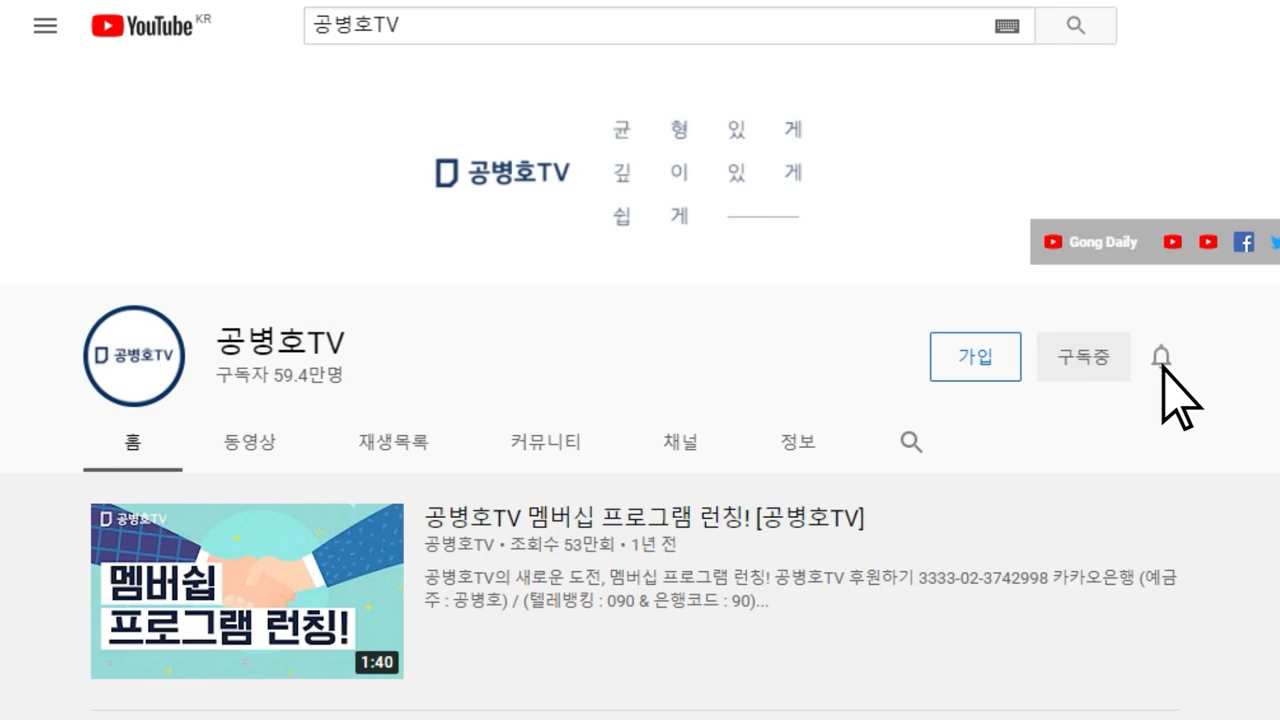 YouTube KR
공병호TV
균 형 있 게
공병호TV
깊 이 있 게
쉽 게
Gong Daily
공병호TV
공병호TV
구독자 59.4만명
가입
구독중
홈 동영상 재생목록 커뮤니티 채널 정보
공병호TV
멤버쉽
프로그램 런칭!
1:40
공병호TV 멤버십 프로그램 런칭! [공병호TV]
공병호TV • 조회수 53만회 • 1년 전
공병호TV의 새로운 도전, 멤버십 프로그램 런칭! 공병호TV 후원하기 3333-02-3742998 카카오은행 (예금
주 : 공병호) / (텔레뱅킹 : 090 & 은행코드 : 90)...